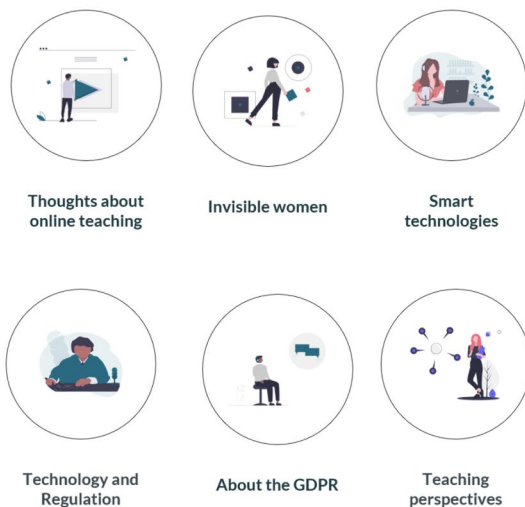 Thoughts about
online teaching
Invisible women
Smart
technologies
Technology and
Regulation
About the GDPR
Teaching
perspectives